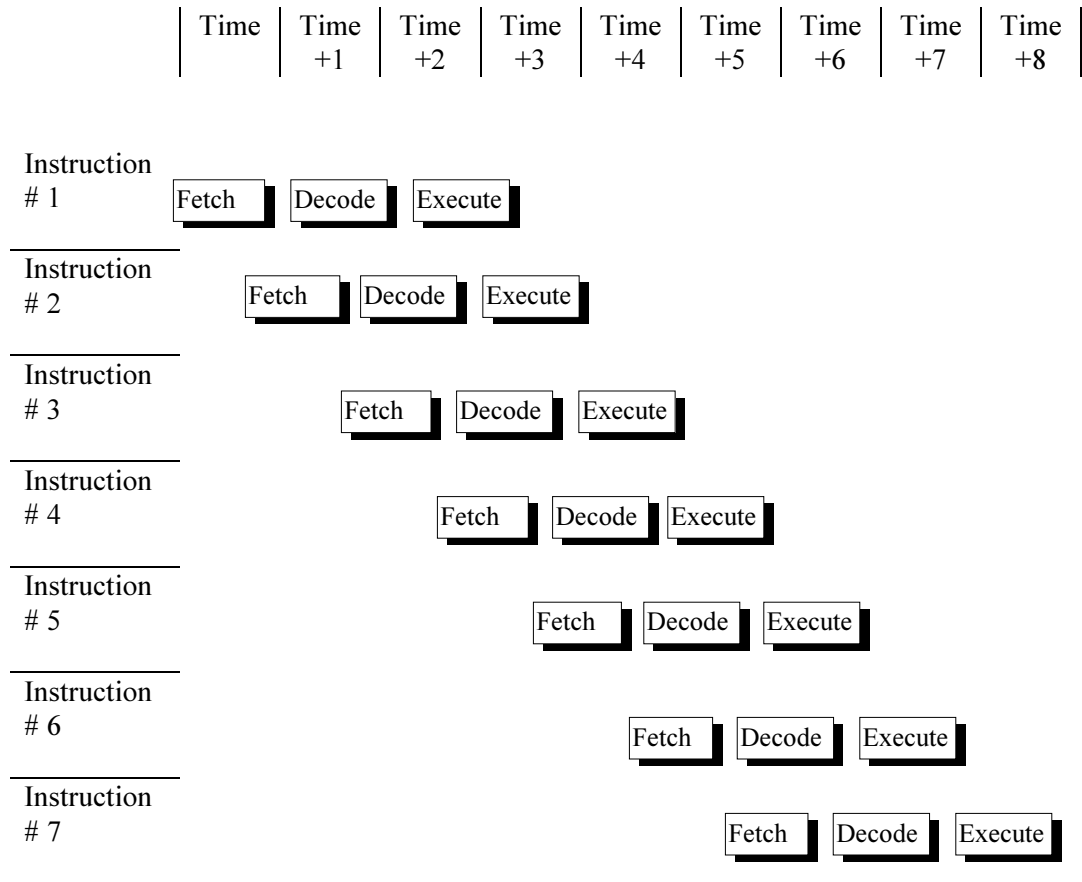 Time Time Time Time Time Time Time Time Time
+1 +2 +3 +4 +5 +6 +7 +8
Instruction
# 1
Fetch Decode Execute
Instruction
# 2
Fetch Decode Execute
Instruction
# 3
Fetch Decode Execute
Instruction
# 4
Fetch Decode Execute
Instruction
# 5
Fetch Decode Execute
Instruction
# 6
Fetch Decode Execute
Instruction
# 7
Fetch Decode Execute